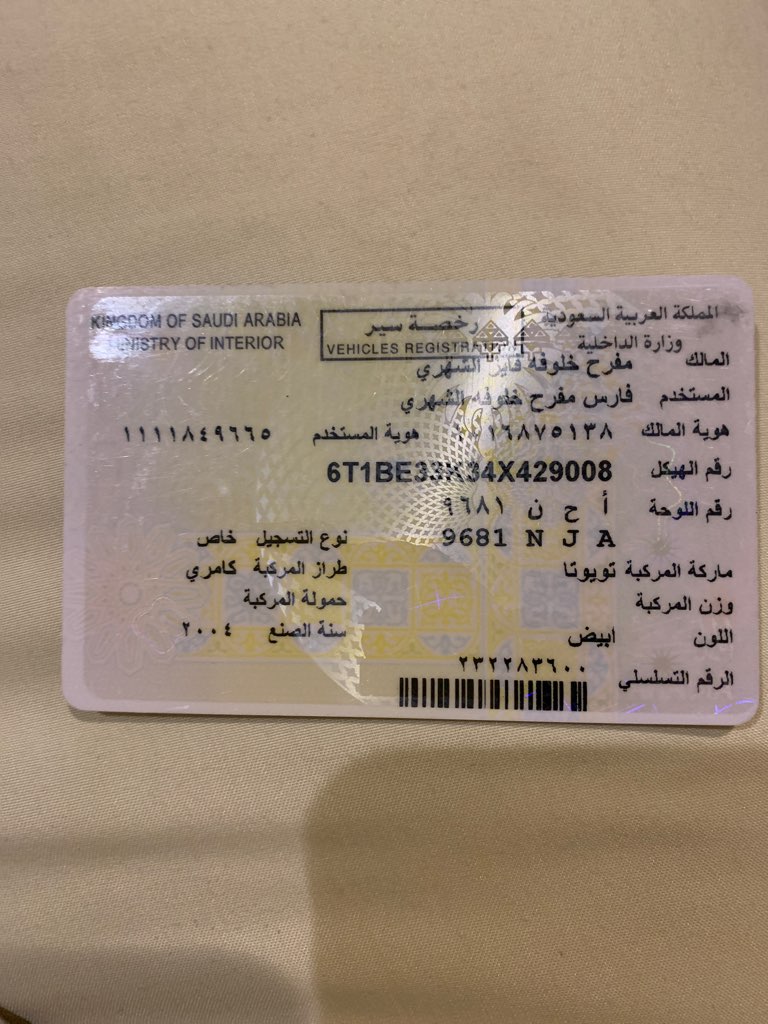 المملكة العربية السعودية
وزارة الداخلية
رخصة سير
VEHICLES REGISTRATION
KINGDOM OF SAUDI ARABIA
MINISTRY OF INTERIOR
المالك مفرح خلوفه فايز الشهري
المستخدم فارس مفرح خلوفه الشهري
هوية المالك هوية المستخدم ١١١١٨٤٩٦٦٥
رقم الهيكل 6T1BE33K34X429008
رقم اللوحة أ ح ن ٩٦٨١
9681 N J A نوع التسجيل خاص
ماركة المركبة تويوتا طراز المركبة كامري
وزن المركبة حمولة المركبة
اللون ابيض سنة الصنع ٢٠٠٤
الرقم التسلسلي ٢٣٢٢٨٣٦٠٠